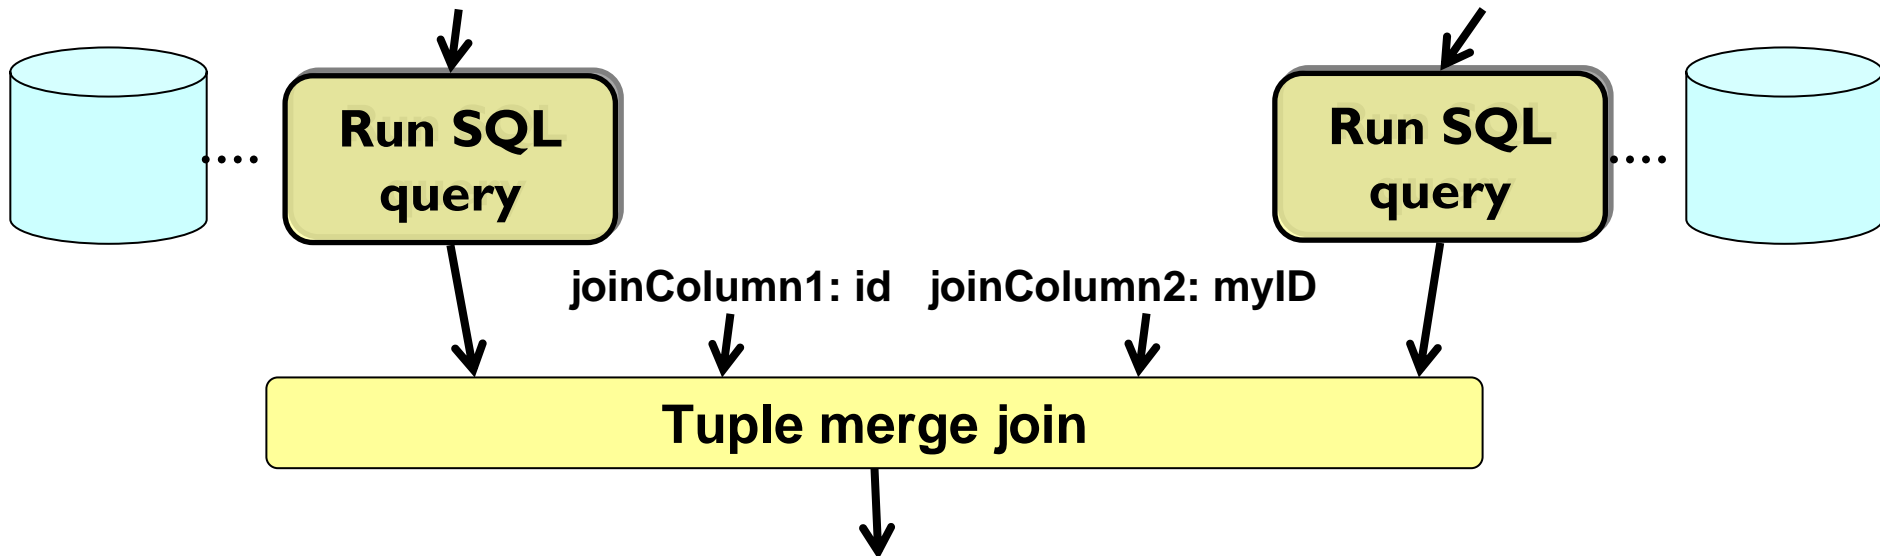 Run SQL
query
Run SQL
query
joinColumn1: id joinColumn2: myID
Tuple merge join